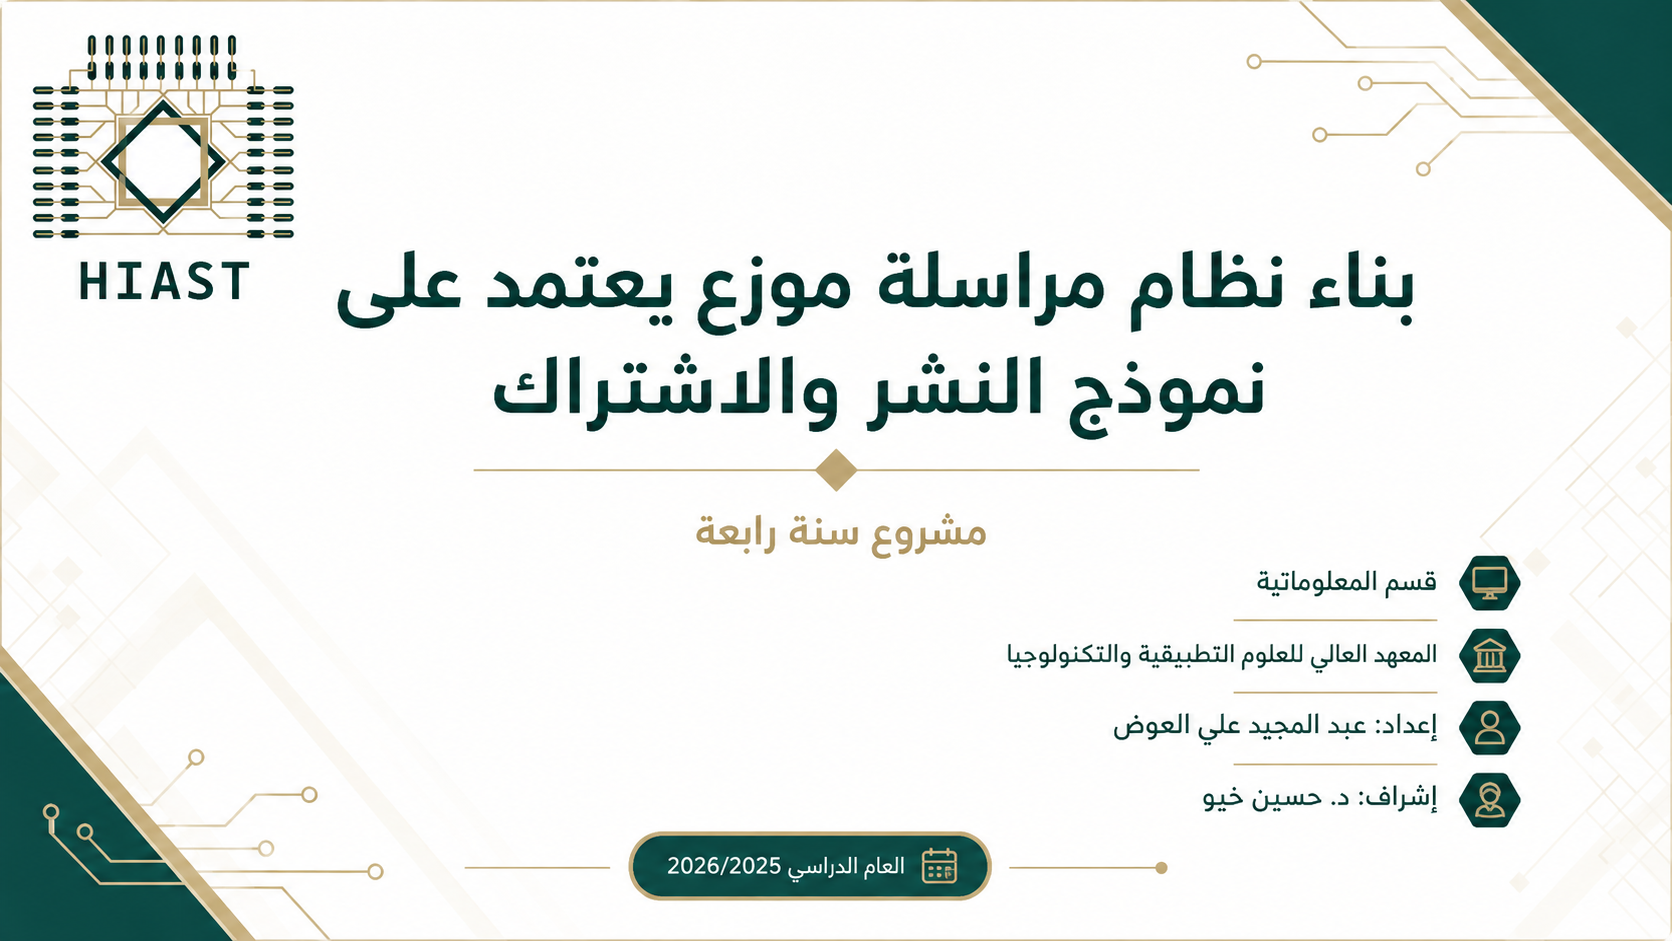 HIAST
بناء نظام مراسلة موزع يعتمد على
نموذج النشر والاشتراك
مشروع سنة رابعة
قسم المعلوماتية
المعهد العالي للعلوم التطبيقية والتكنولوجيا
إعداد: عبد المجيد علي العوض
إشراف: د. حسين خيو
العام الدراسي 2026/2025